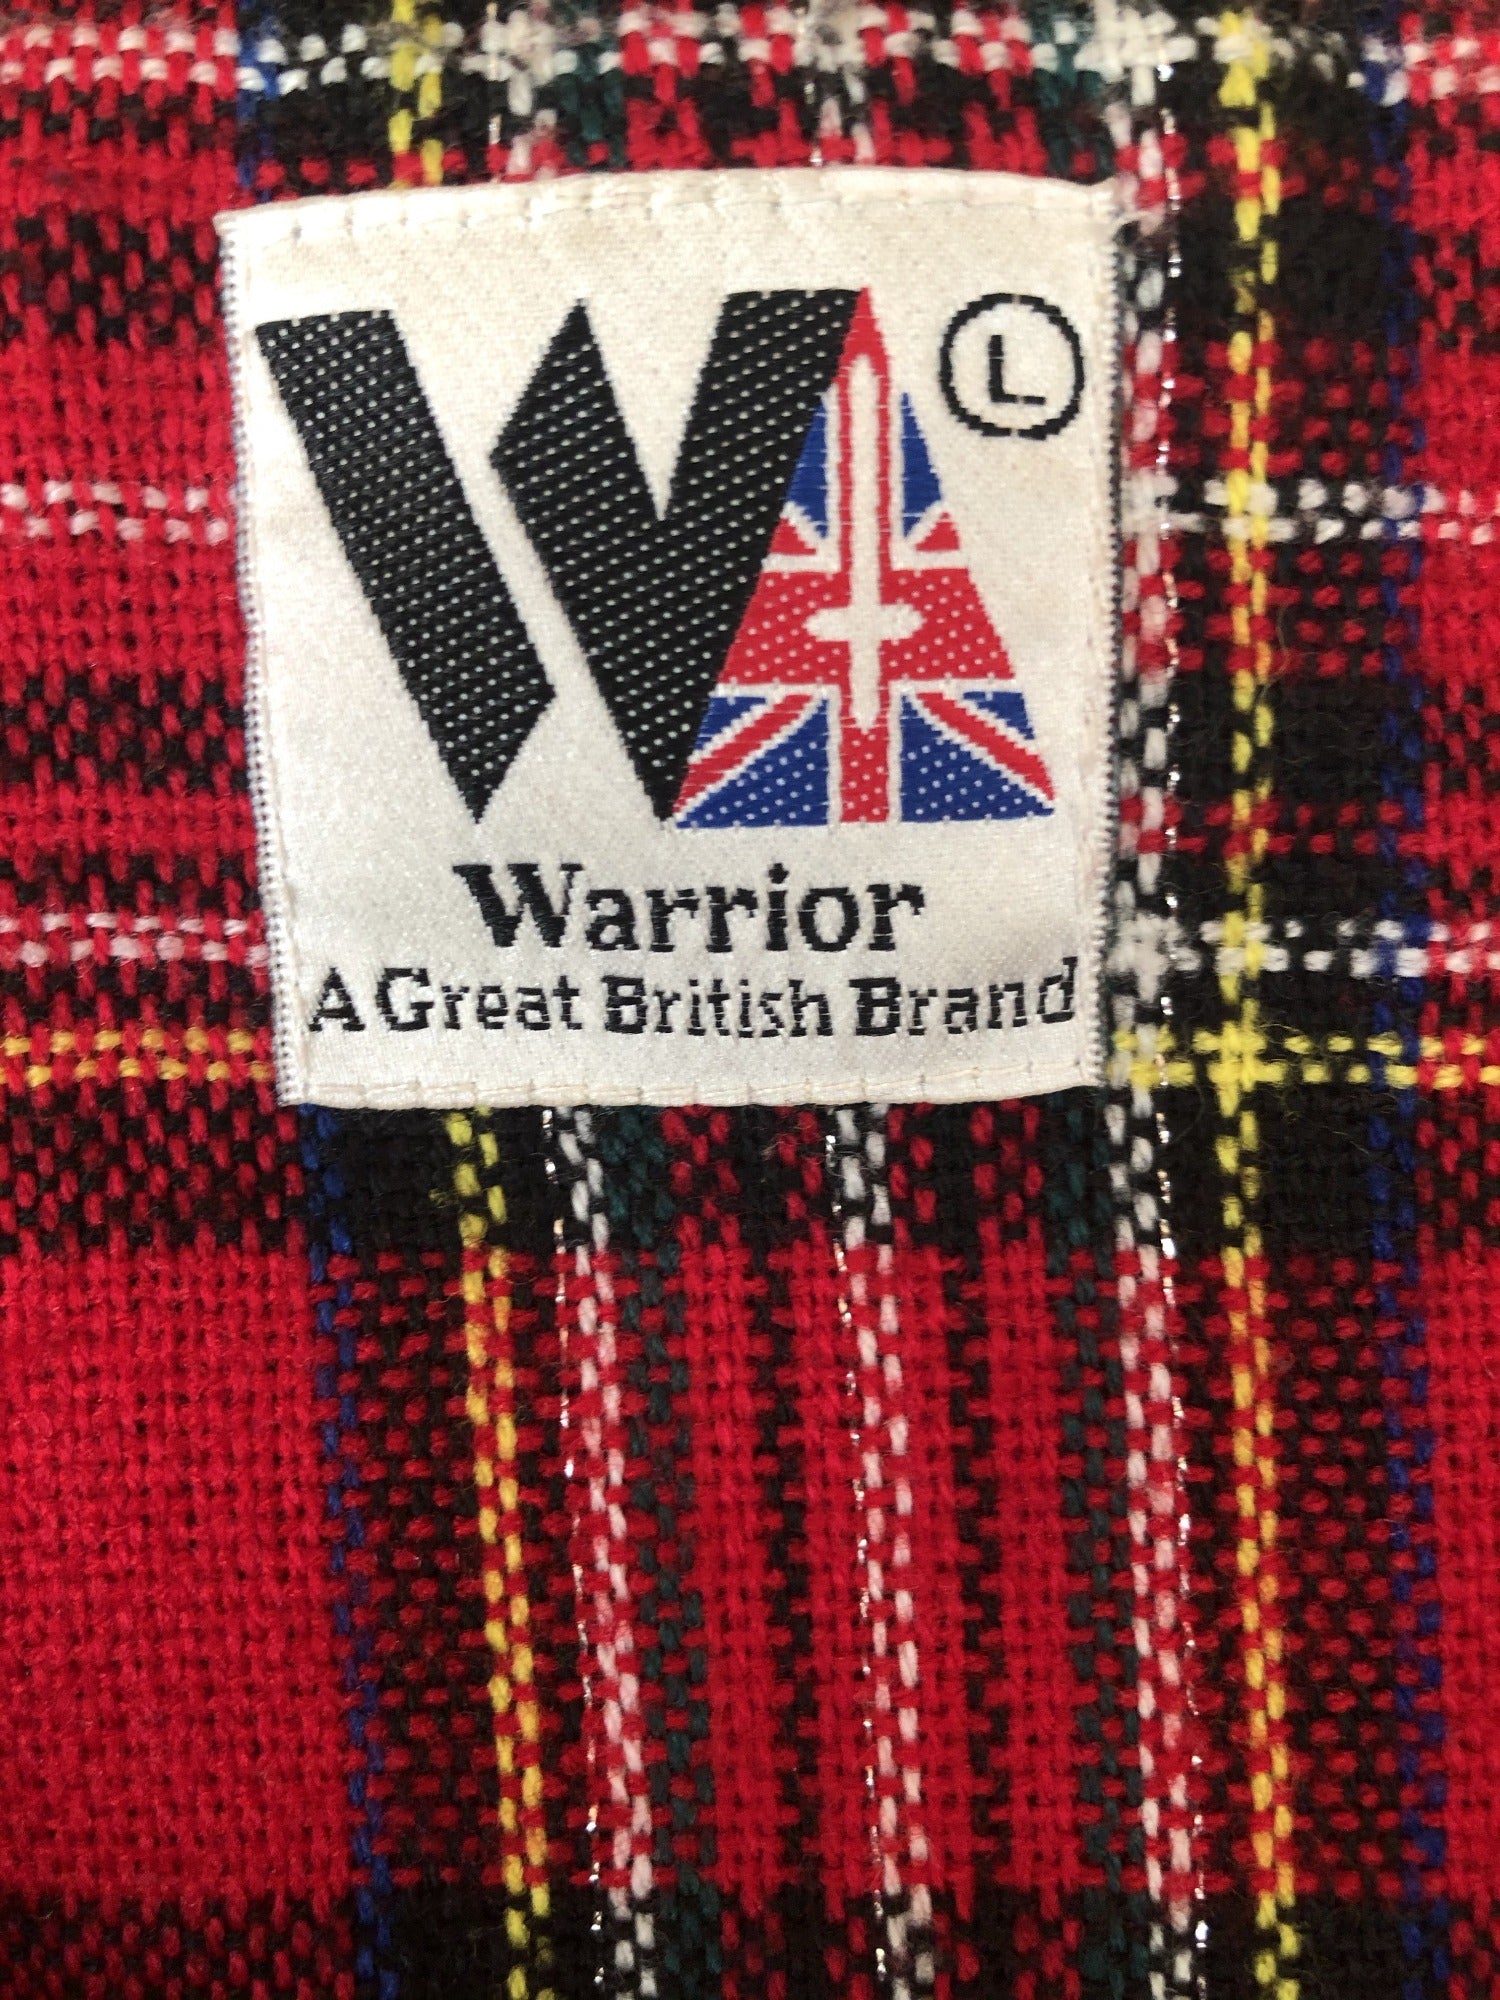 W
L
Warrior
A Great British Brand